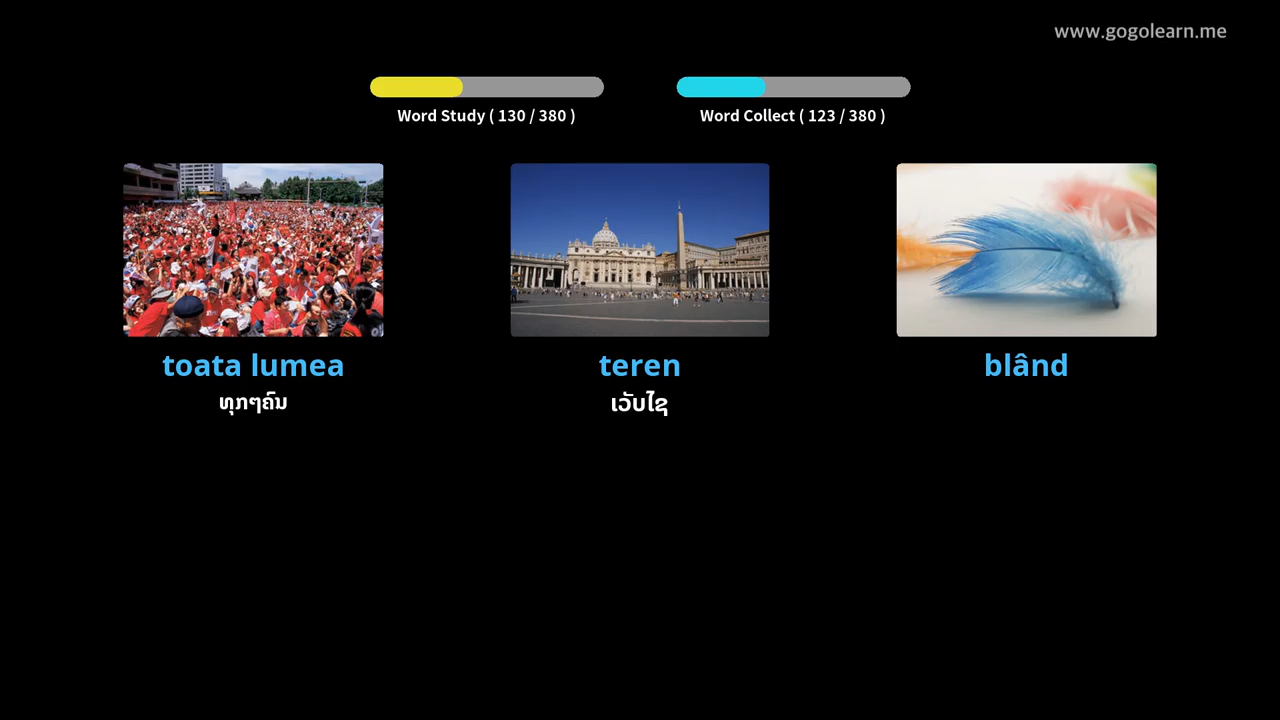 www.gogolearn.me
Word Study ( 130 / 380 )
Word Collect ( 123 / 380 )
toata lumea
ທຸກໆຄົນ
teren
ເວັບໄຊ
blând